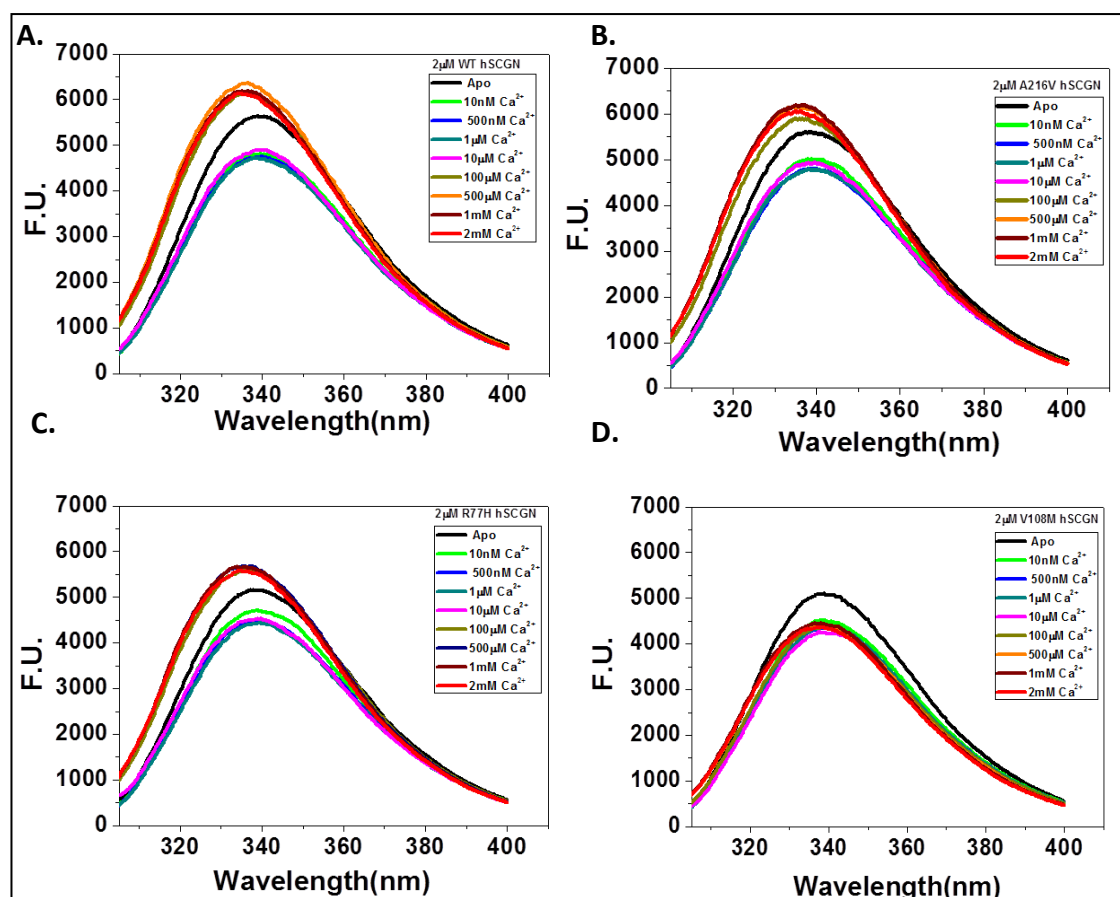 A.
7000
6000
5000
4000
3000
2000
1000
0
F.U.
320 340 360 380 400
Wavelength(nm)
2μM WT hSCGN
Apo
10nM Ca²⁺
500nM Ca²⁺
1μM Ca²⁺
10μM Ca²⁺
100μM Ca²⁺
500μM Ca²⁺
1mM Ca²⁺
2mM Ca²⁺
B.
7000
6000
5000
4000
3000
2000
1000
0
F.U.
320 340 360 380 400
Wavelength(nm)
2μM A216V hSCGN
Apo
10nM Ca²⁺
500nM Ca²⁺
1μM Ca²⁺
10μM Ca²⁺
100μM Ca²⁺
500μM Ca²⁺
1mM Ca²⁺
2mM Ca²⁺
C.
7000
6000
5000
4000
3000
2000
1000
0
F.U.
320 340 360 380 400
Wavelength(nm)
2μM R77H hSCGN
Apo
10nM Ca²⁺
500nM Ca²⁺
1μM Ca²⁺
10μM Ca²⁺
100μM Ca²⁺
500μM Ca²⁺
1mM Ca²⁺
2mM Ca²⁺
D.
7000
6000
5000
4000
3000
2000
1000
0
F.U.
320 340 360 380 400
Wavelength(nm)
2μM V108M hSCGN
Apo
10nM Ca²⁺
500nM Ca²⁺
1μM Ca²⁺
10μM Ca²⁺
100μM Ca²⁺
500μM Ca²⁺
1mM Ca²⁺
2mM Ca²⁺